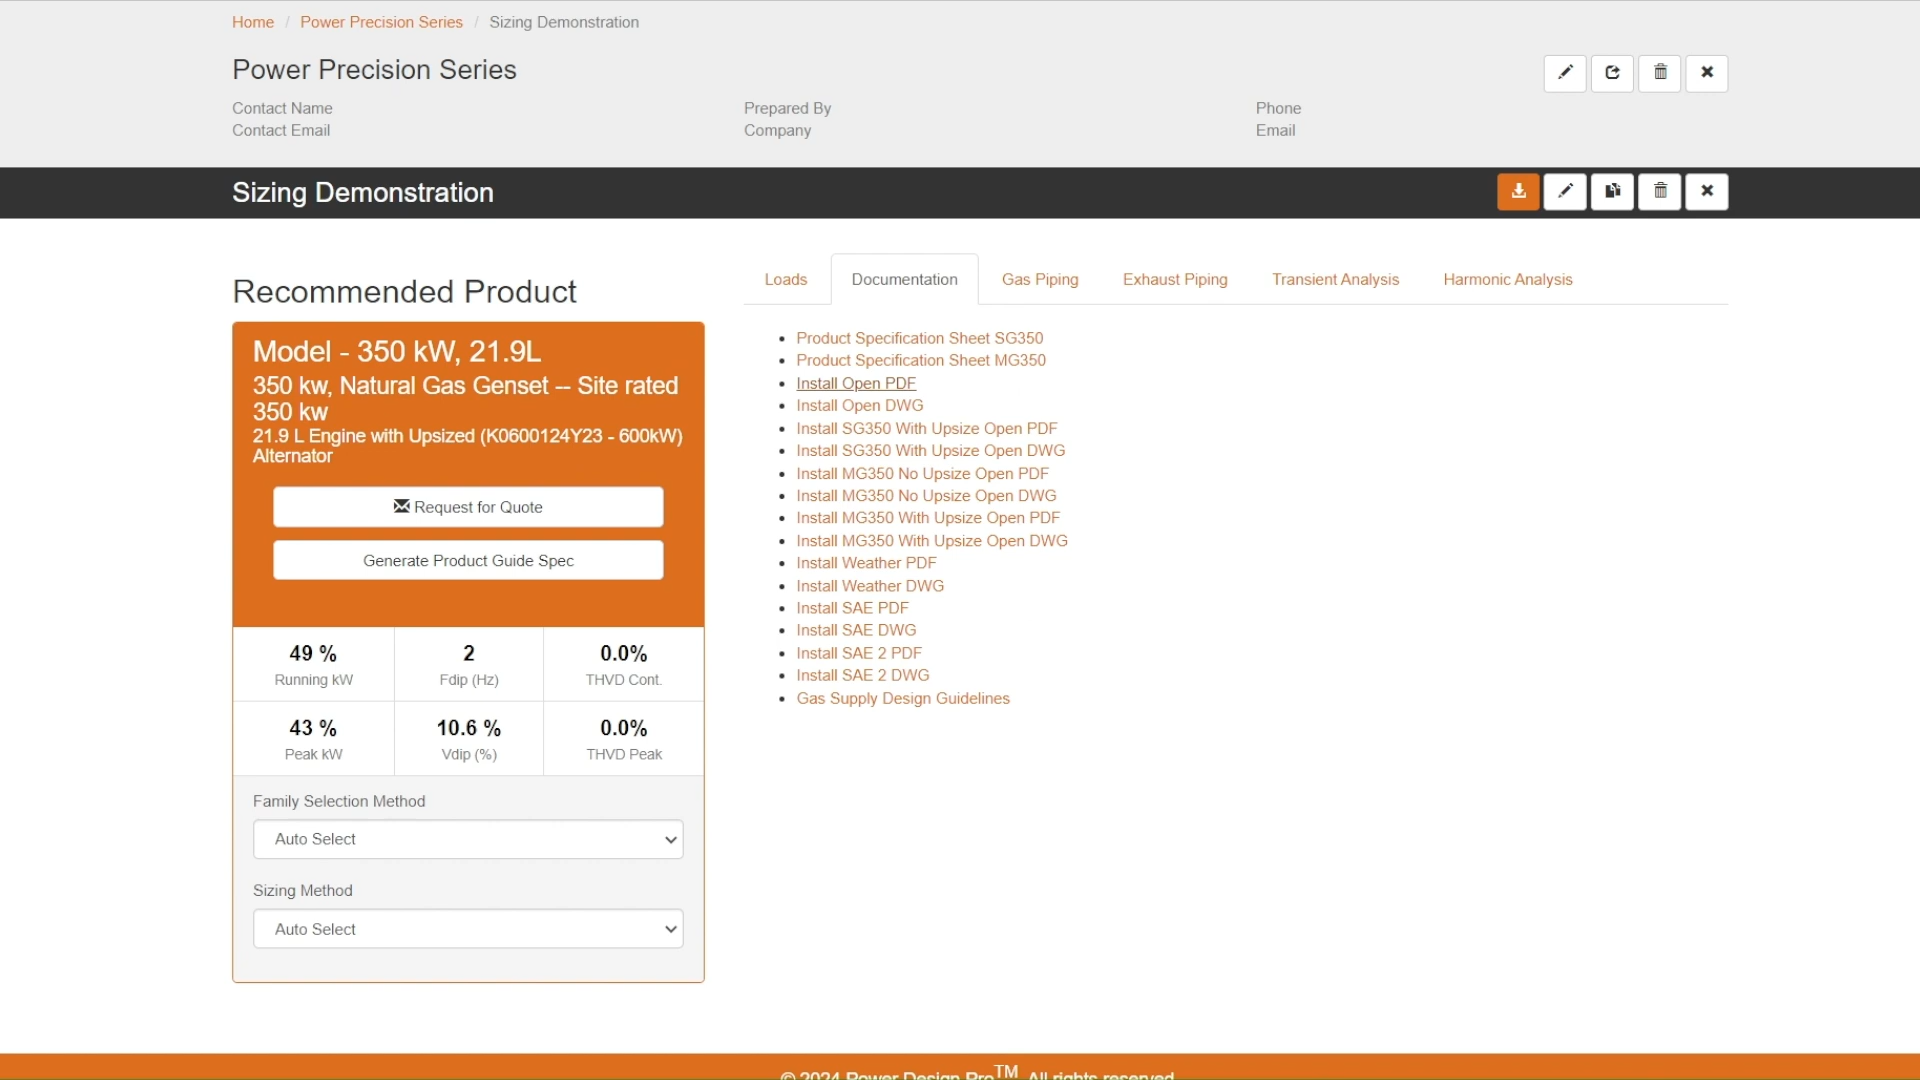 Home / Power Precision Series / Sizing Demonstration
Power Precision Series
Contact Name
Contact Email
Prepared By
Company
Phone
Email
Sizing Demonstration
Recommended Product
Model - 350 kW, 21.9L
350 kw, Natural Gas Genset -- Site rated
350 kw
21.9 L Engine with Upsized (K0600124Y23 - 600kW)
Alternator
Request for Quote
Generate Product Guide Spec
49 %
Running kW
2
Fdip (Hz)
0.0%
THVD Cont.
43 %
Peak kW
10.6 %
Vdip (%)
0.0%
THVD Peak
Family Selection Method
Auto Select
Sizing Method
Auto Select
Loads
Documentation
Gas Piping
Exhaust Piping
Transient Analysis
Harmonic Analysis
Product Specification Sheet SG350
Product Specification Sheet MG350
Install Open PDF
Install Open DWG
Install SG350 With Upsize Open PDF
Install SG350 With Upsize Open DWG
Install MG350 No Upsize Open PDF
Install MG350 No Upsize Open DWG
Install MG350 With Upsize Open PDF
Install MG350 With Upsize Open DWG
Install Weather PDF
Install Weather DWG
Install SAE PDF
Install SAE DWG
Install SAE 2 PDF
Install SAE 2 DWG
Gas Supply Design Guidelines
© 2024 Power Design Pro™. All rights reserved